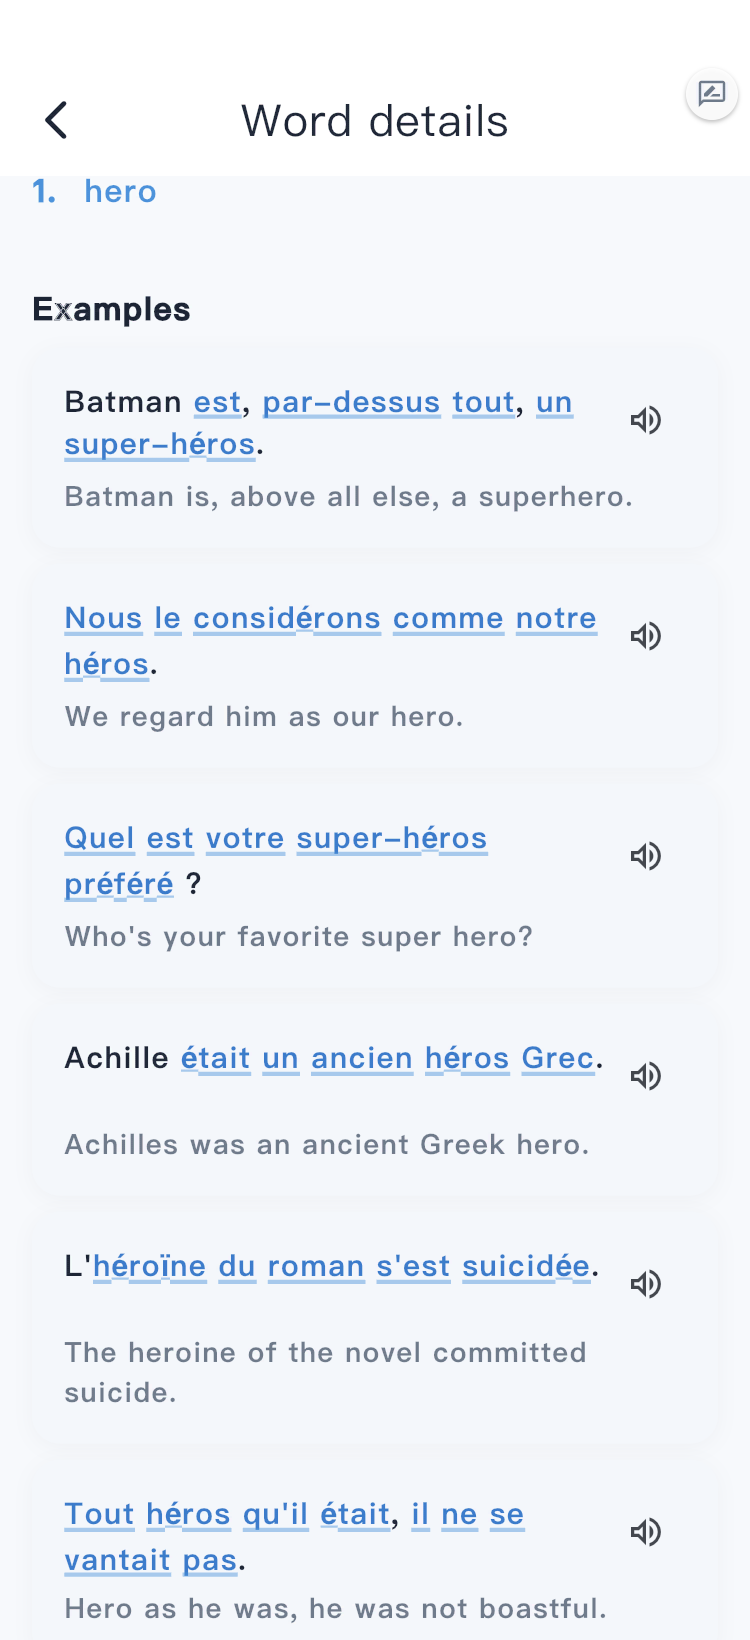 Word details
1. hero
Examples
Batman est, par-dessus tout, un
super-héros.
Batman is, above all else, a superhero.
Nous le considérons comme notre
héros.
We regard him as our hero.
Quel est votre super-héros
préféré ?
Who's your favorite super hero?
Achille était un ancien héros Grec.
Achilles was an ancient Greek hero.
L'héroïne du roman s'est suicidée.
The heroine of the novel committed
suicide.
Tout héros qu'il était, il ne se
vantait pas.
Hero as he was, he was not boastful.